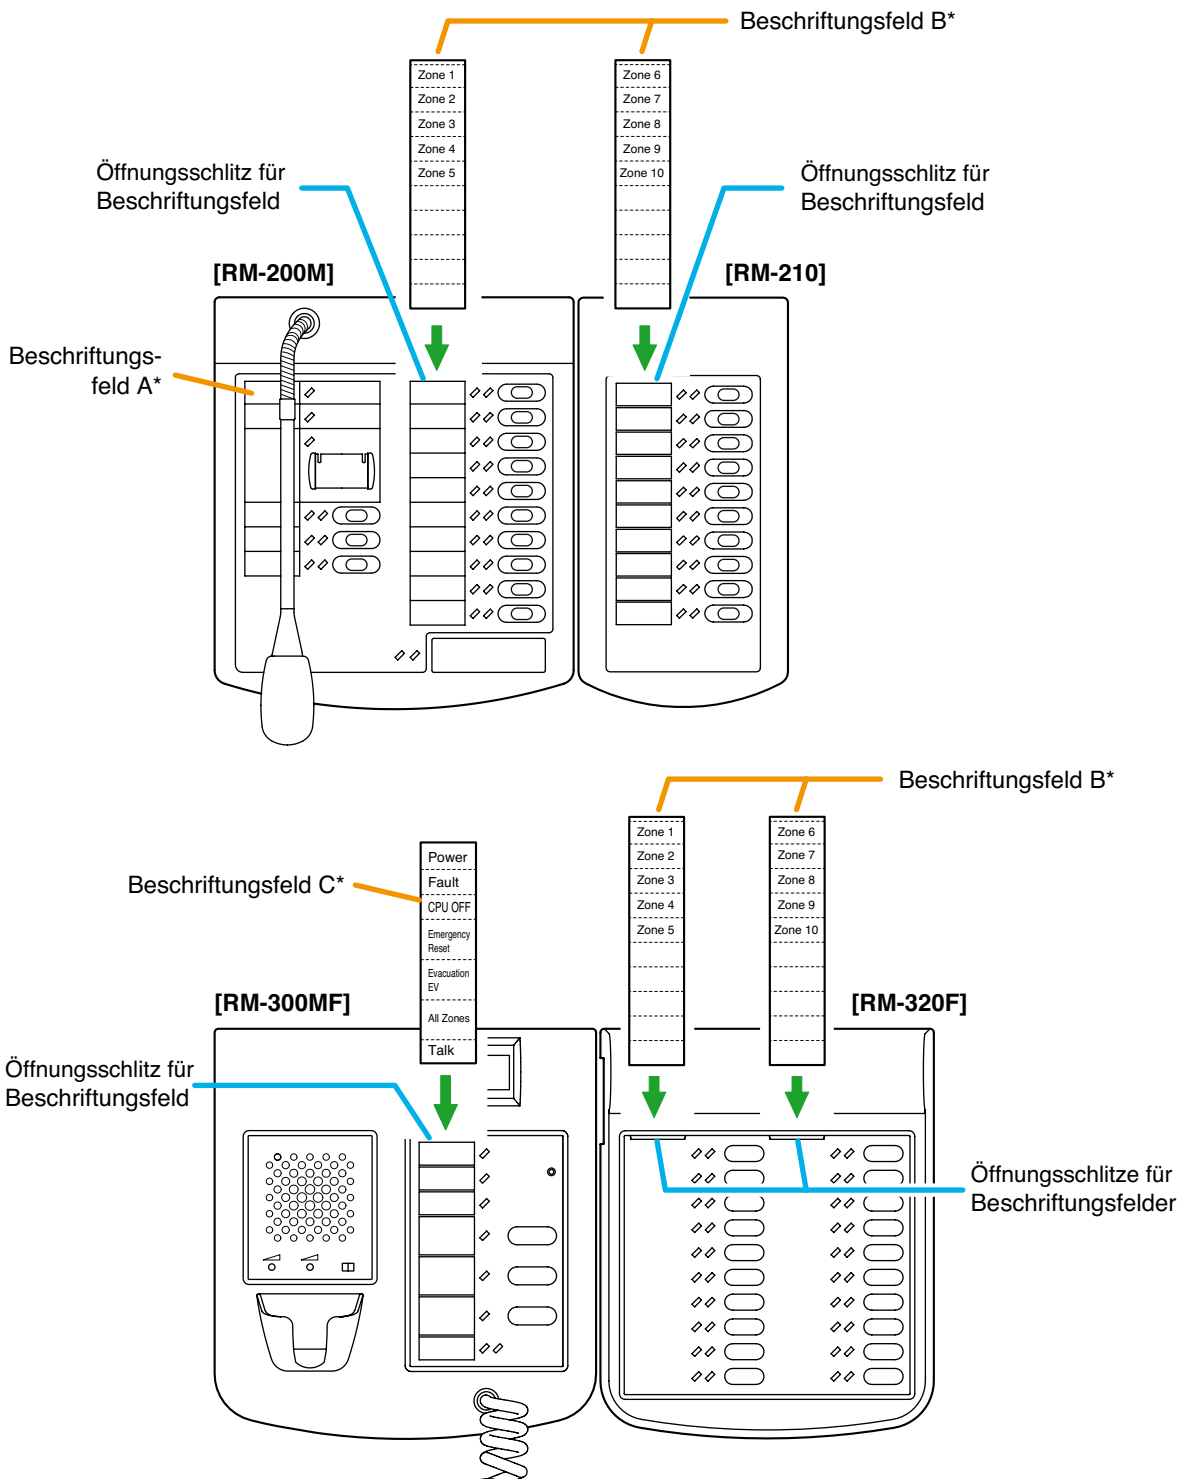 Beschriftungsfeld B*
Zone 1
Zone 2
Zone 3
Zone 4
Zone 5
Zone 6
Zone 7
Zone 8
Zone 9
Zone 10
Öffnungsschlitz für
Beschriftungsfeld
Öffnungsschlitz für
Beschriftungsfeld
[RM-200M]
[RM-210]
Beschriftungs-
feld A*
Beschriftungsfeld B*
Zone 1
Zone 2
Zone 3
Zone 4
Zone 5
Zone 6
Zone 7
Zone 8
Zone 9
Zone 10
Beschriftungsfeld C*
Power
Fault
CPU OFF
Emergency
Reset
Evacuation
EV
All Zones
Talk
[RM-300MF]
[RM-320F]
Öffnungsschlitz für
Beschriftungsfeld
Öffnungsschlitze für
Beschriftungsfelder